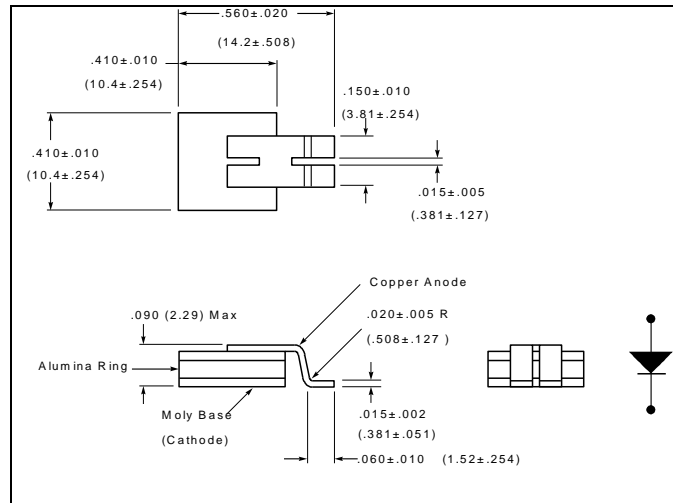 .560±.020
(14.2±.508)
.410±.010
(10.4±.254)
.150±.010
(3.81±.254)
.410±.010
(10.4±.254)
.015±.005
(.381±.127)
Copper Anode
.090 (2.29) Max
.020±.005 R
(.508±.127 )
Alumina Ring
Moly Base
(Cathode)
.015±.002
(.381±.051)
.060±.010 (1.52±.254)